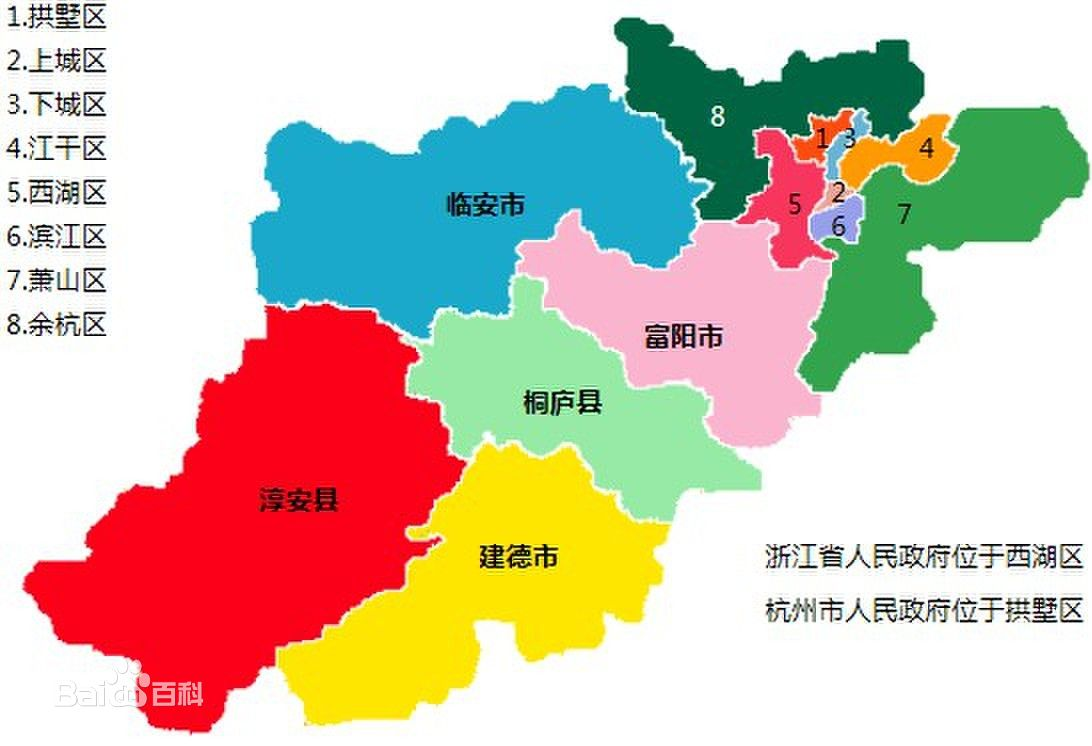 1.拱墅区
2.上城区
3.下城区
4.江干区
5.西湖区
6.滨江区
7.萧山区
8.余杭区
8
1
3
4
2
5
6
7
临安市
富阳市
桐庐县
淳安县
建德市
浙江省人民政府位于西湖区
杭州市人民政府位于拱墅区
Bai百科